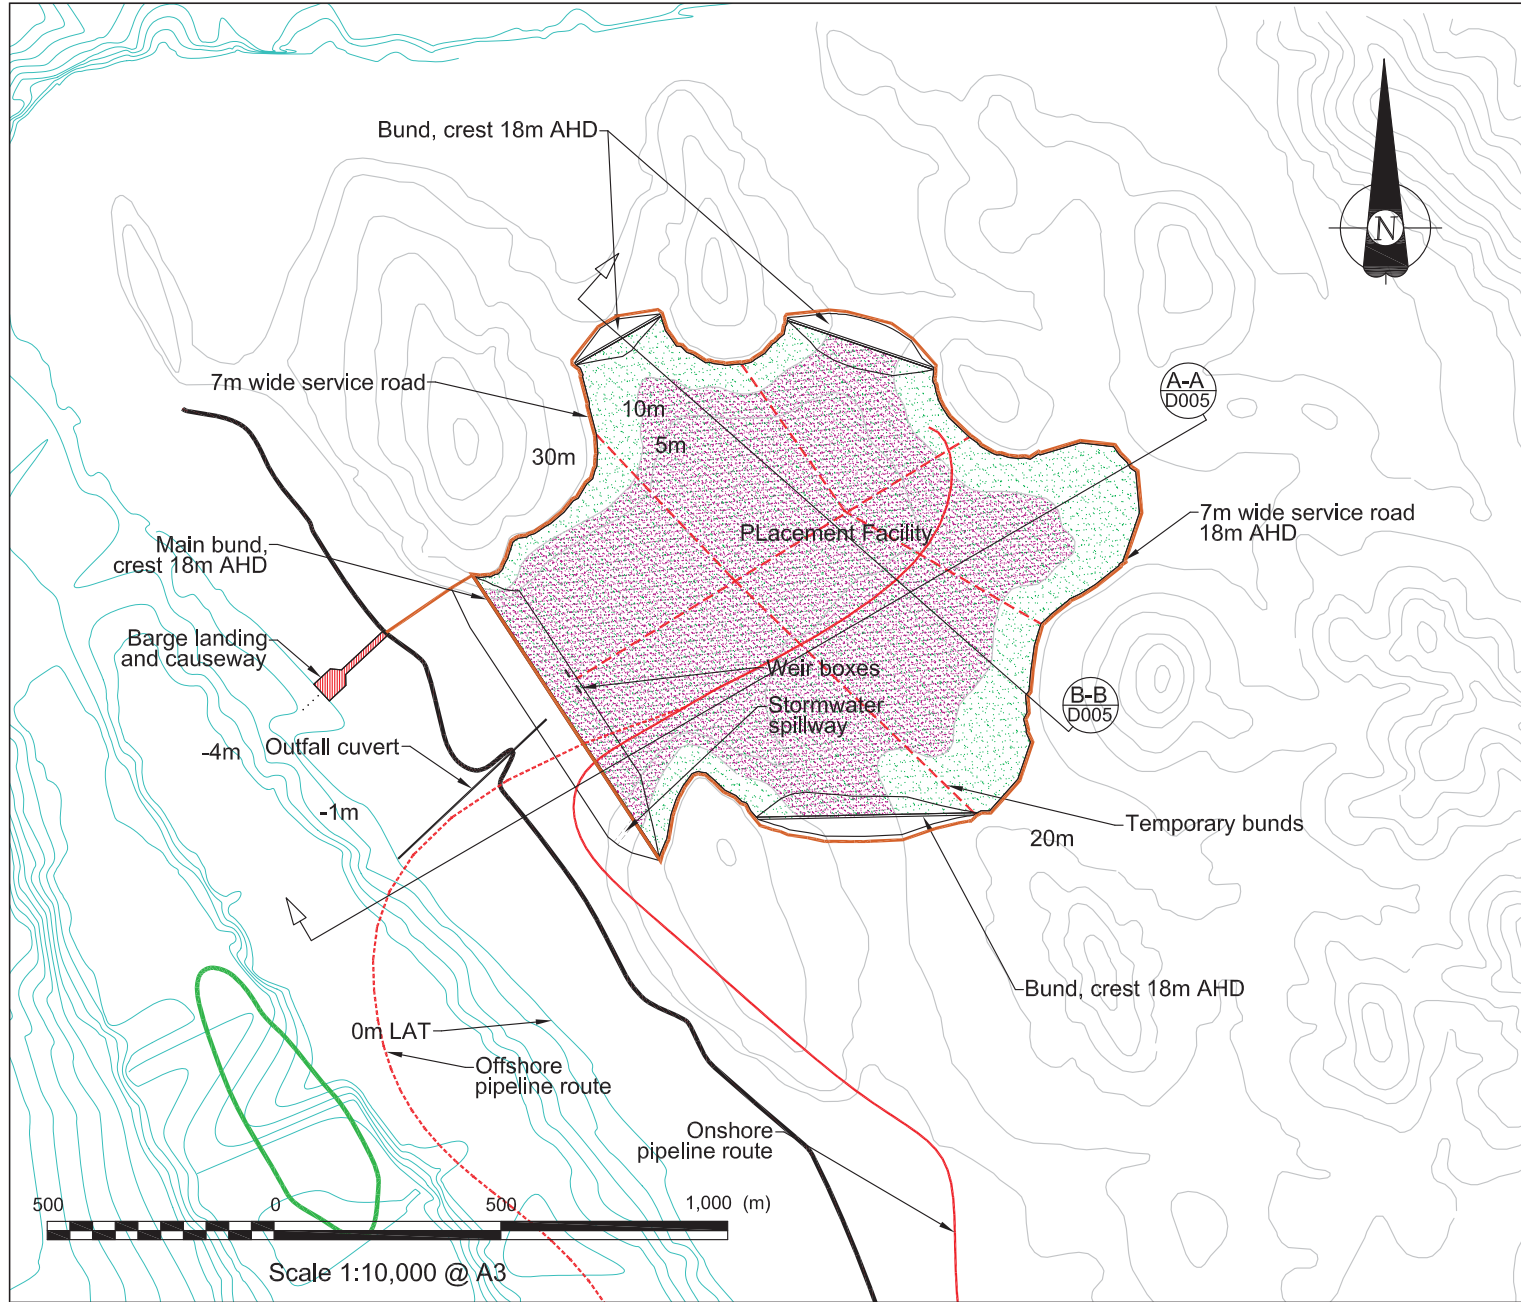 Bund, crest 18m AHD
N
7m wide service road
A-A
D005
10m
5m
30m
7m wide service road
18m AHD
PLacement Facility
Main bund,
crest 18m AHD
Barge landing
and causeway
Weir boxes
B-B
D005
Stormwater
spillway
-4m
Outfall cuvert
-1m
Temporary bunds
20m
Bund, crest 18m AHD
0m LAT
Offshore
pipeline route
Onshore
pipeline route
500 0 500 1,000 (m)
Scale 1:10,000 @ A3